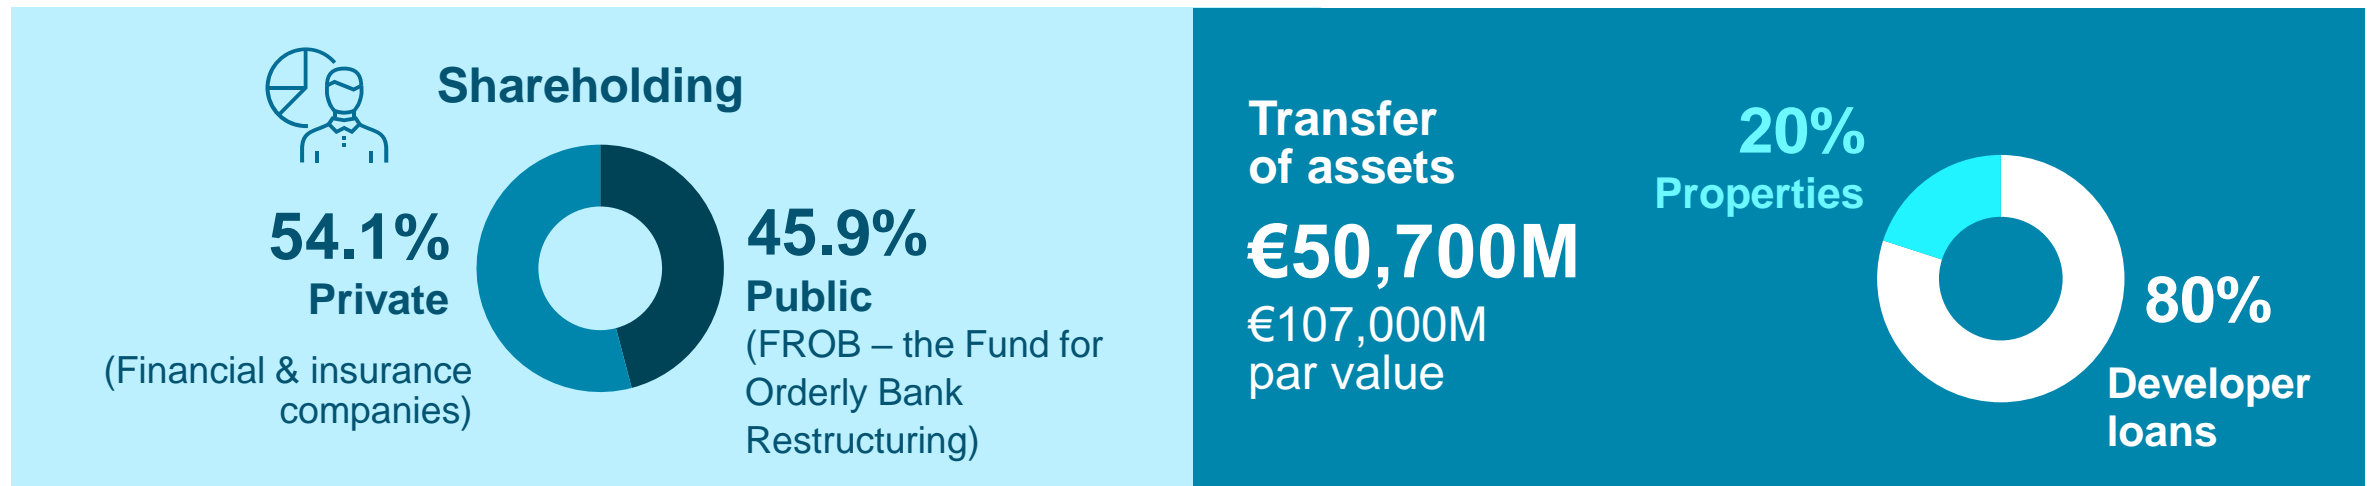 Shareholding
54.1%
Private
(Financial & insurance
companies)
45.9%
Public
(FROB – the Fund for
Orderly Bank
Restructuring)
Transfer
of assets
€50,700M
€107,000M
par value
20%
Properties
80%
Developer
loans